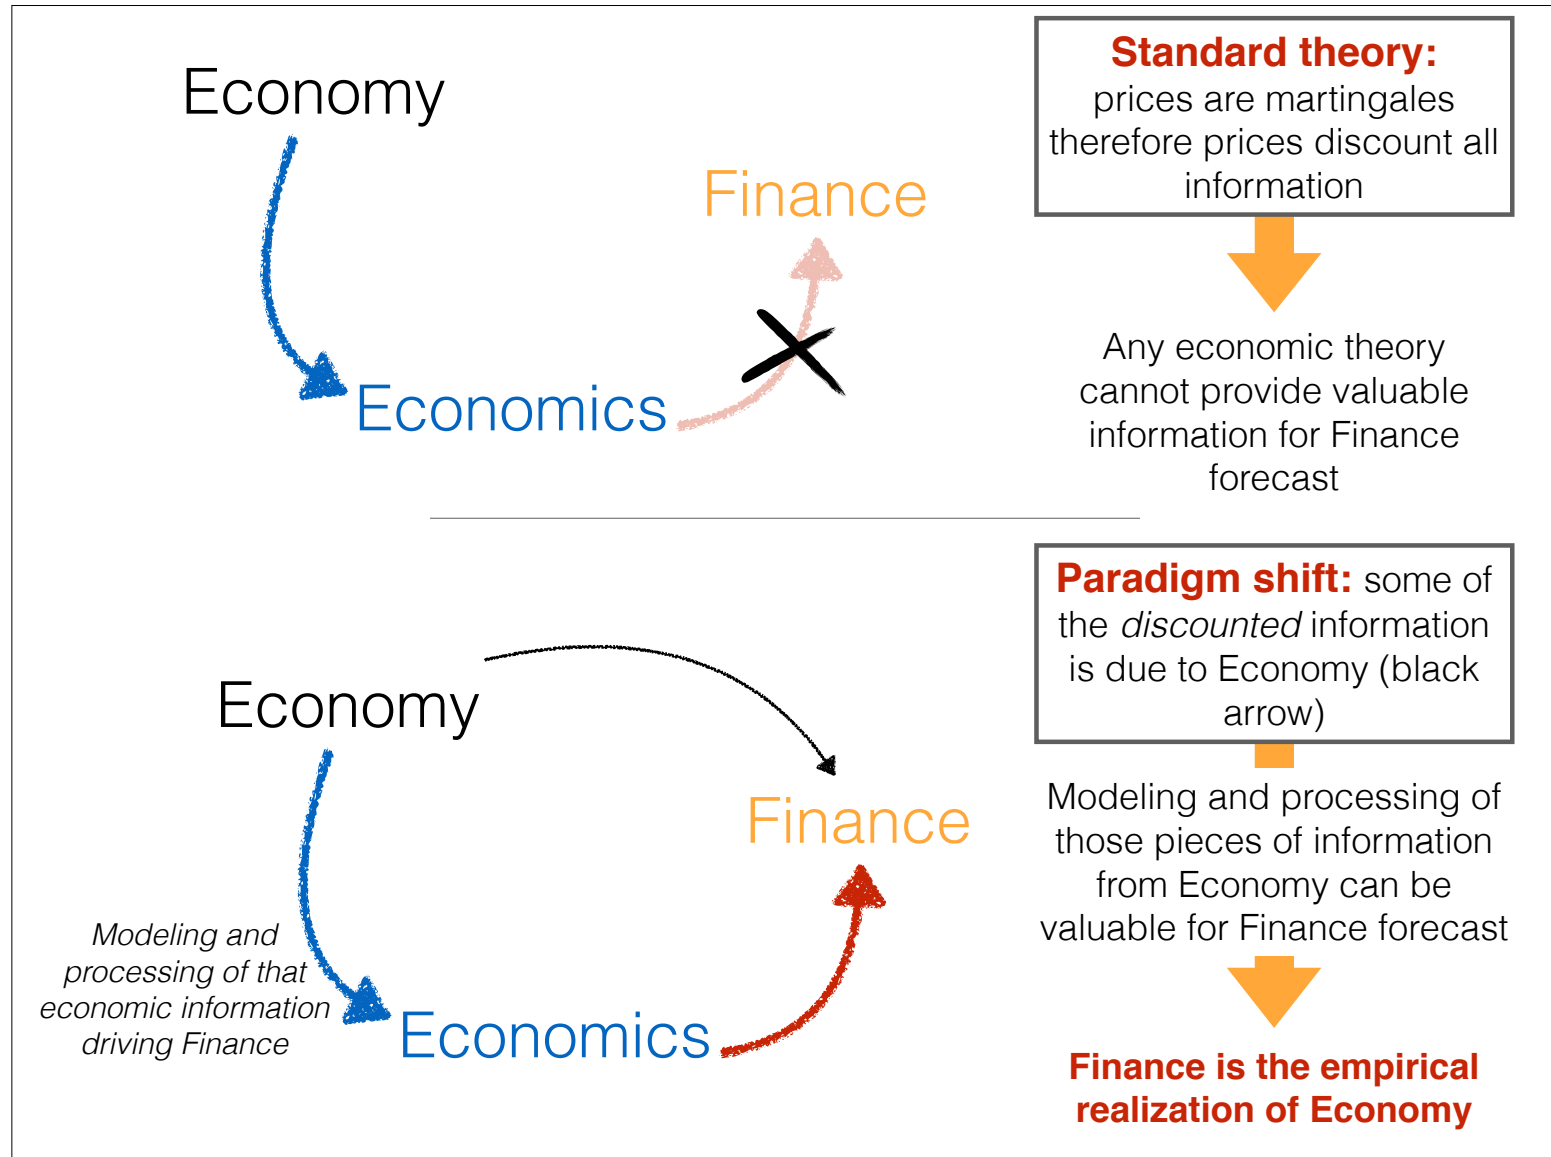 Economy
Finance
Economics
Standard theory:
prices are martingales
therefore prices discount all
information
Any economic theory
cannot provide valuable
information for Finance
forecast
Economy
Finance
Modeling and
processing of that
economic information
driving Finance
Economics
Paradigm shift: some of
the discounted information
is due to Economy (black
arrow)
Modeling and processing of
those pieces of information
from Economy can be
valuable for Finance forecast
Finance is the empirical
realization of Economy